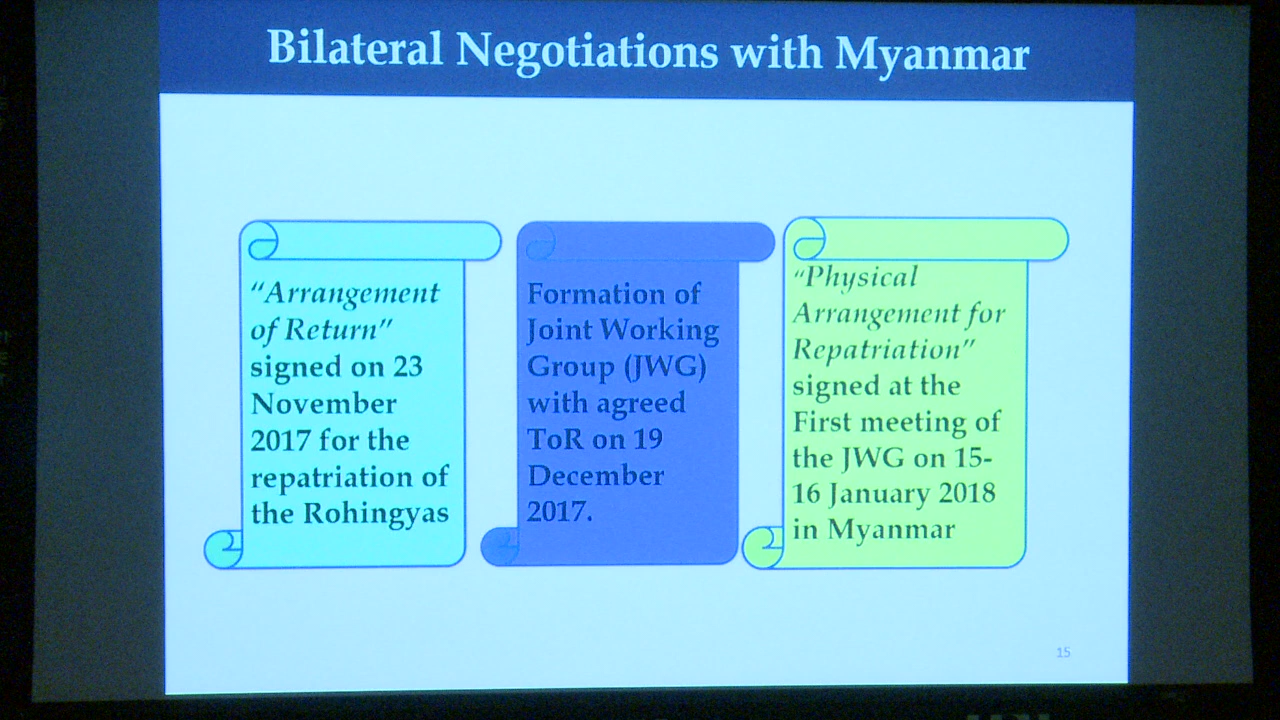 Bilateral Negotiations with Myanmar
“Arrangement
of Return”
signed on 23
November
2017 for the
repatriation of
the Rohingyas
Formation of
Joint Working
Group (JWG)
with agreed
ToR on 19
December
2017.
“Physical
Arrangement for
Repatriation”
signed at the
First meeting of
the JWG on 15-
16 January 2018
in Myanmar
15